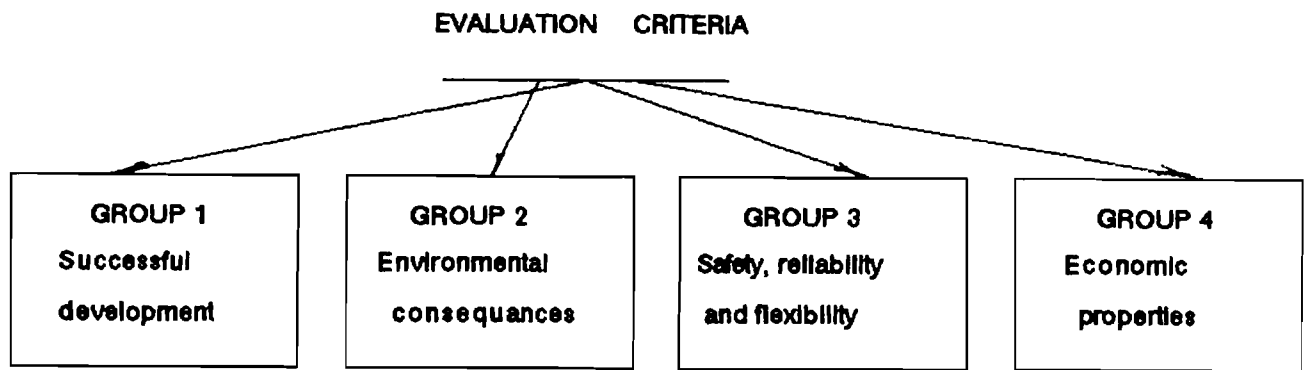 EVALUATION CRITERIA
GROUP 1
Successful
development
GROUP 2
Environmental
consequances
GROUP 3
Safety, reliability
and flexibility
GROUP 4
Economic
properties